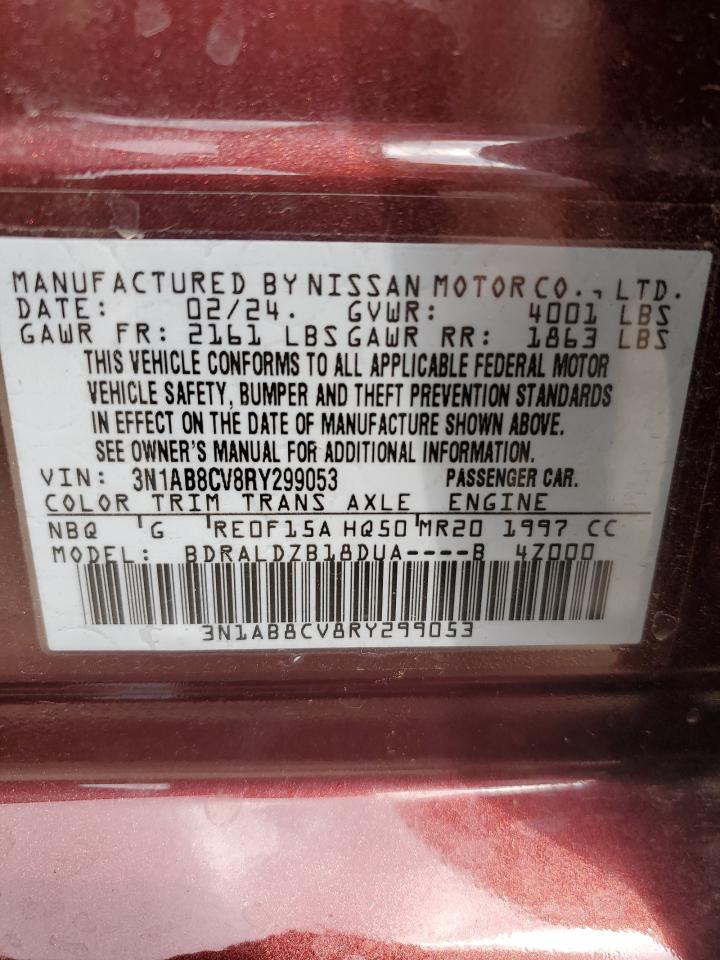 MANUFACTURED BY NISSAN MOTOR CO., LTD.
DATE: 02/24. GVWR: 4001 LBS
GAWR FR: 2161 LBS GAWR RR: 1863 LBS
THIS VEHICLE CONFORMS TO ALL APPLICABLE FEDERAL MOTOR
VEHICLE SAFETY, BUMPER AND THEFT PREVENTION STANDARDS
IN EFFECT ON THE DATE OF MANUFACTURE SHOWN ABOVE.
SEE OWNER'S MANUAL FOR ADDITIONAL INFORMATION.
VIN: 3N1AB8CV8RY299053 PASSENGER CAR.
COLOR TRIM TRANS AXLE ENGINE
NBQ G RE0F15A HQ50 MR20 1997 CC
MODEL: BDRALDZB18DUA----B 4Z000
3N1AB8CV8RY299053